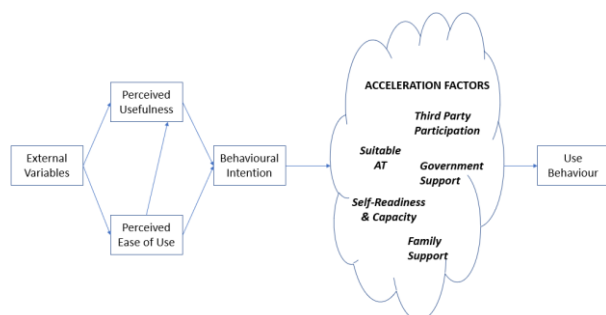 ACCELERATION FACTORS
Perceived
Usefulness
Third Party
Participation
External
Variables
Behavioural
Intention
Suitable
AT
Government
Support
Use
Behaviour
Self-Readiness
& Capacity
Perceived
Ease of Use
Family
Support